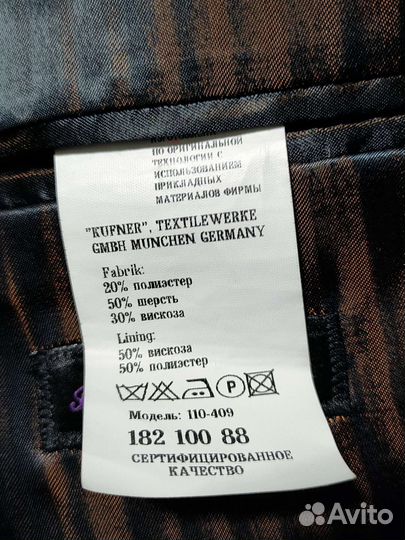 ПО ОРИГИНАЛЬНОЙ
ТЕХНОЛОГИИ С
ИСПОЛЬЗОВАНИЕМ
ПРИКЛАДНЫХ
МАТЕРИАЛОВ ФИРМЫ
"KUFNER", TEXTILEWERKE
GMBH MUNCHEN GERMANY
Fabrik:
20% полиэстер
50% шерсть
30% вискоза
Lining:
50% вискоза
50% полиэстер
P
Модель: 110-409
182 100 88
СЕРТИФИЦИРОВАННОЕ
КАЧЕСТВО
Avito